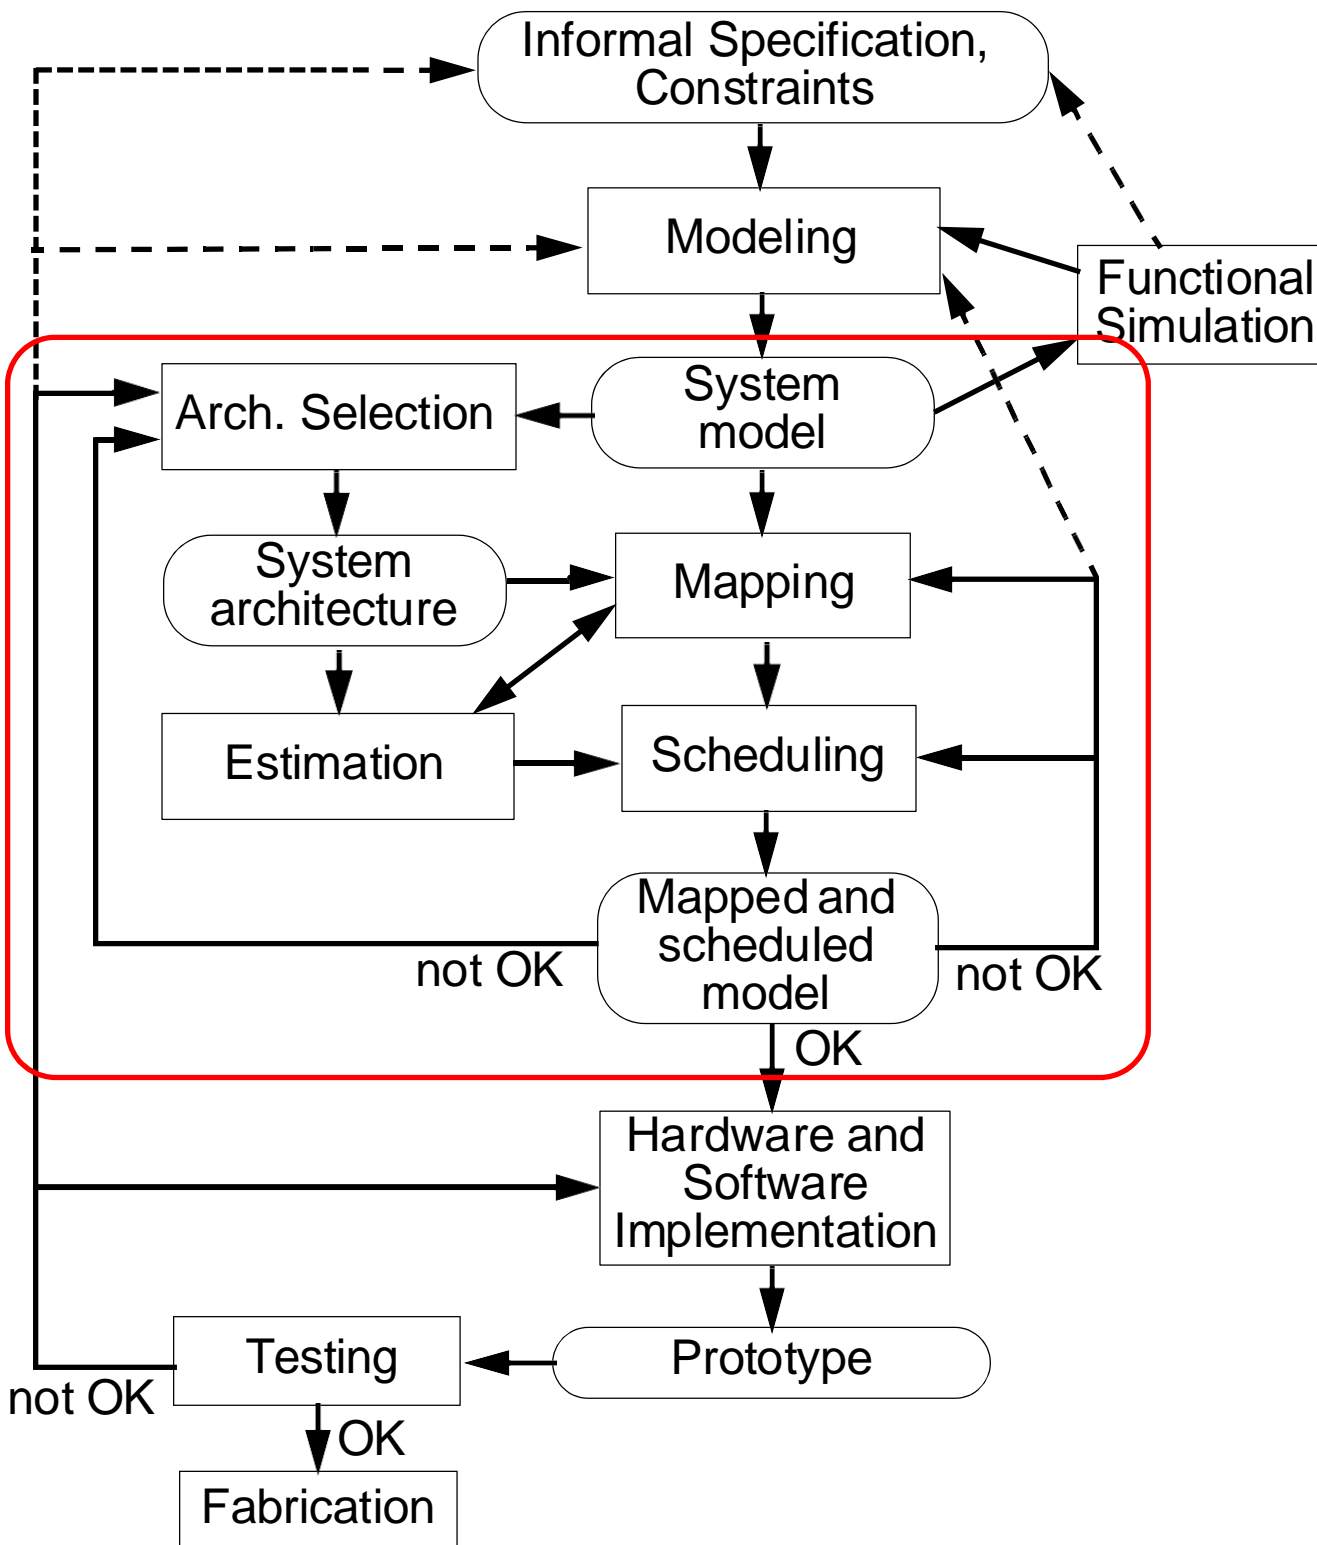 Informal Specification,
Constraints
Modeling
Functional
Simulation
System
model
Arch. Selection
System
architecture
Mapping
Estimation
Scheduling
Mapped and
scheduled
model
not OK
not OK
OK
Hardware and
Software
Implementation
Testing
Prototype
not OK
OK
Fabrication